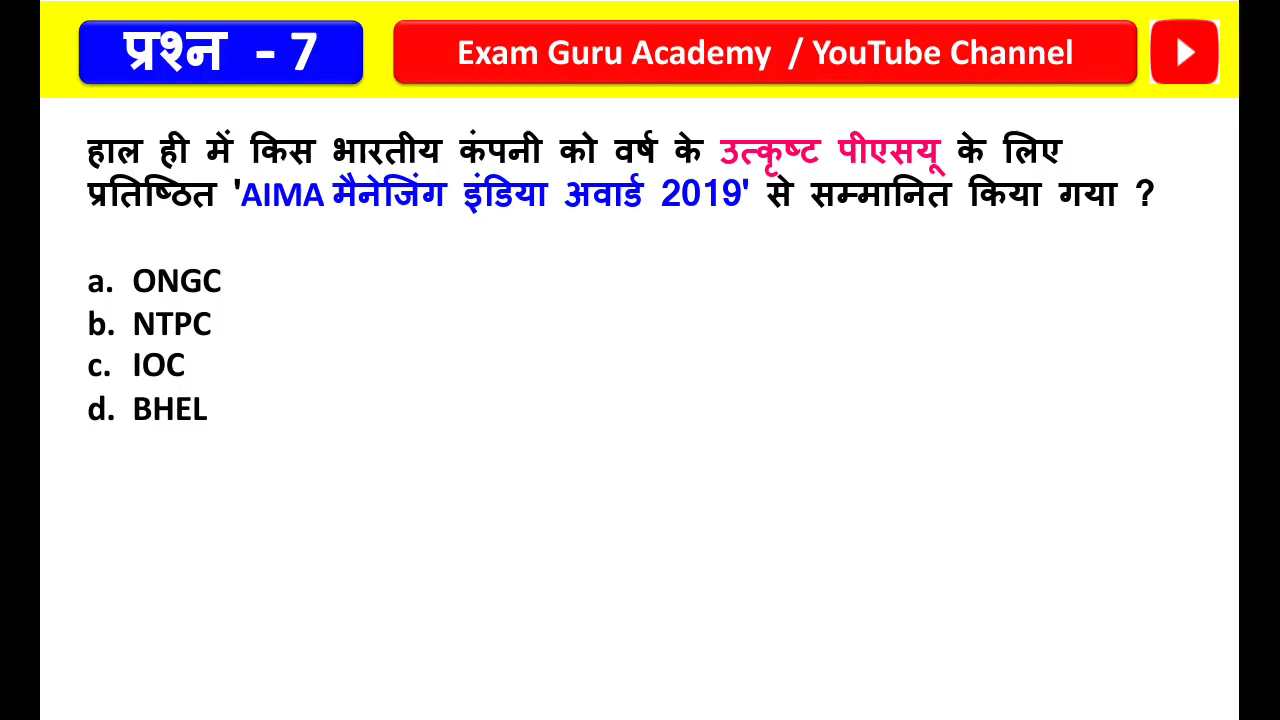 प्रश्न - 7
Exam Guru Academy / YouTube Channel
हाल ही में किस भारतीय कंपनी को वर्ष के उत्कृष्ट पीएसयू के लिए
प्रतिष्ठित 'AIMA मैनेजिंग इंडिया अवार्ड 2019' से सम्मानित किया गया ?
a. ONGC
b. NTPC
c. IOC
d. BHEL